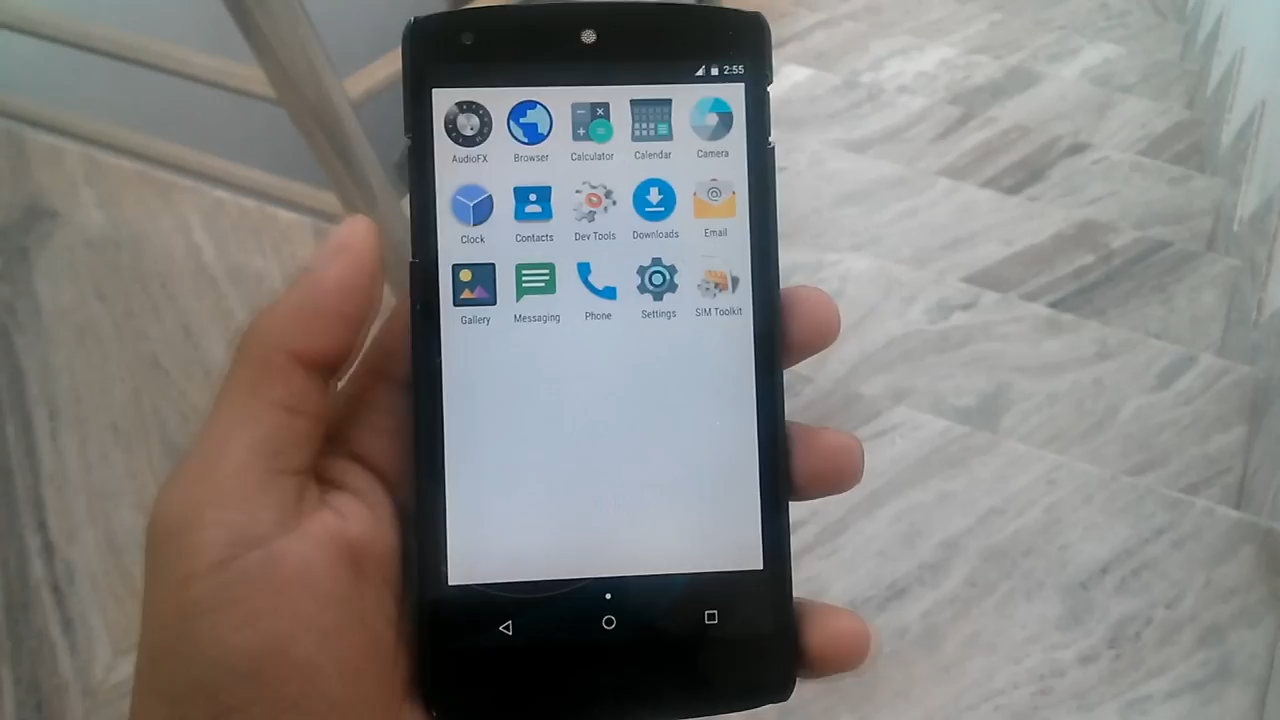 2:55
AudioFX Browser Calculator Calendar Camera
Clock Contacts Dev Tools Downloads Email
Gallery Messaging Phone Settings SIM Toolkit